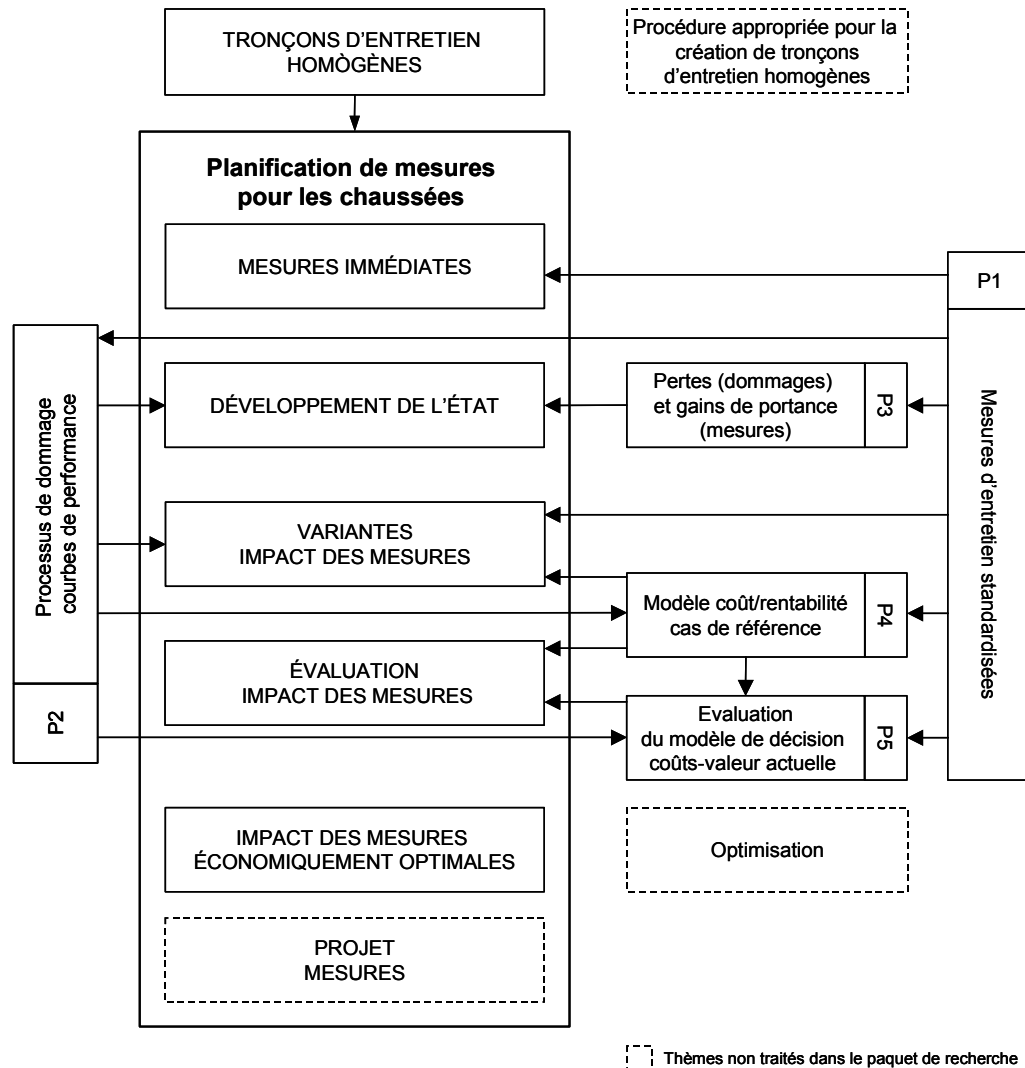 TRONÇONS D'ENTRETIEN
HOMÒGÈNES
Procédure appropriée pour la
création de tronçons
d'entretien homogènes
Planification de mesures
pour les chaussées
MESURES IMMÉDIATES
P1
Mesures d'entretien standardisées
Processus de dommage
courbes de performance
P2
DÉVELOPPEMENT DE L'ÉTAT
Pertes (dommages)
et gains de portance
(mesures)
P3
VARIANTES
IMPACT DES MESURES
Modèle coût/rentabilité
cas de référence
P4
ÉVALUATION
IMPACT DES MESURES
Evaluation
du modèle de décision
coûts-valeur actuelle
P5
IMPACT DES MESURES
ÉCONOMIQUEMENT OPTIMALES
Optimisation
PROJET
MESURES
Thèmes non traités dans le paquet de recherche